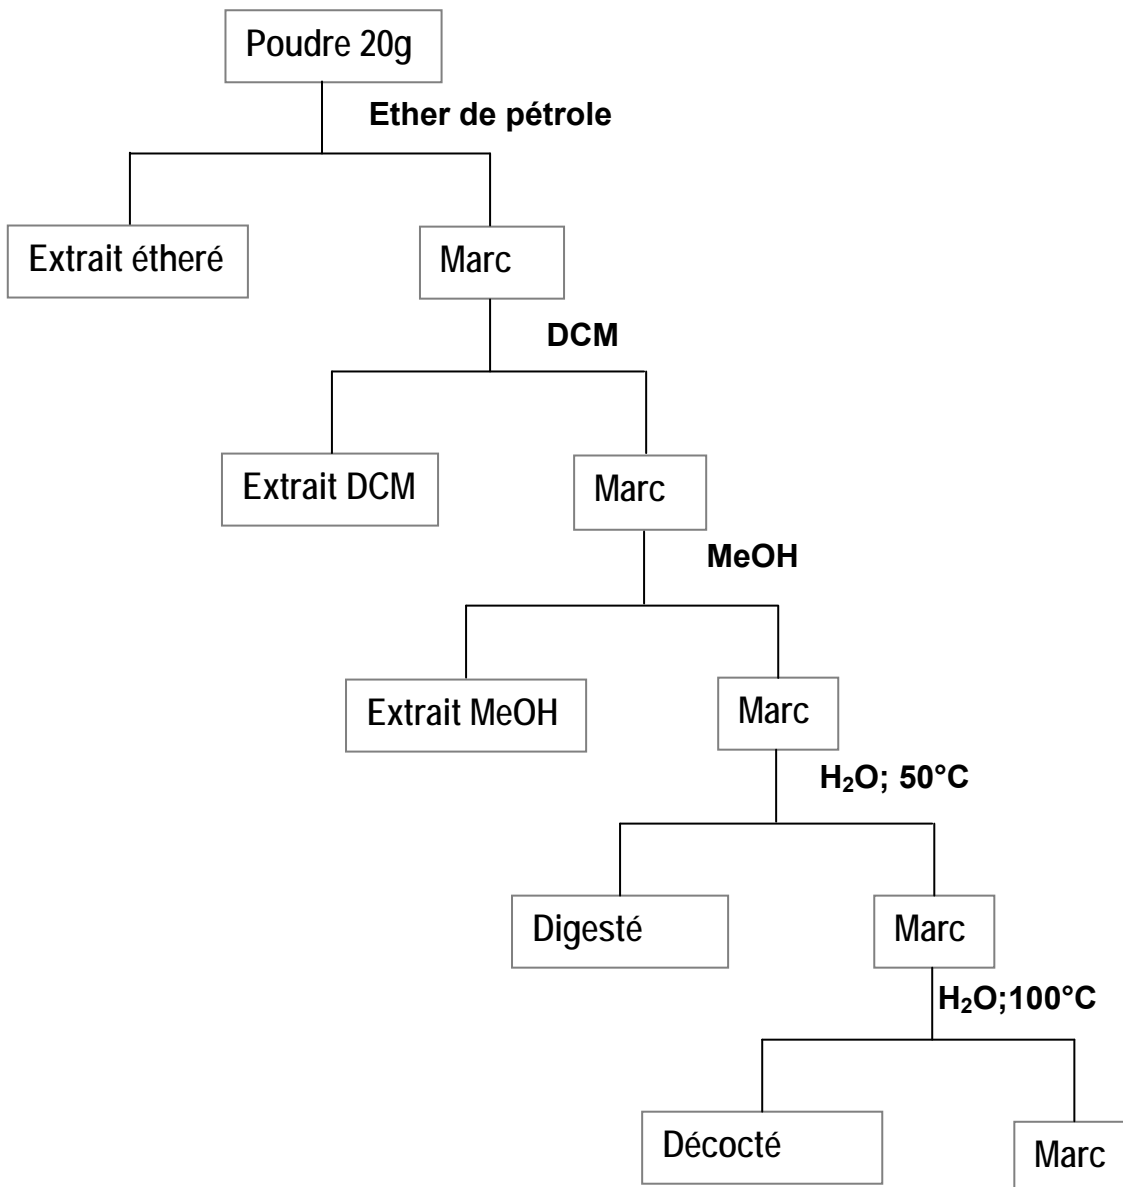 Poudre 20g
Ether de pétrole
Extrait étheré
Marc
DCM
Extrait DCM
Marc
MeOH
Extrait MeOH
Marc
H₂O; 50°C
Digesté
Marc
H₂O;100°C
Décocté
Marc